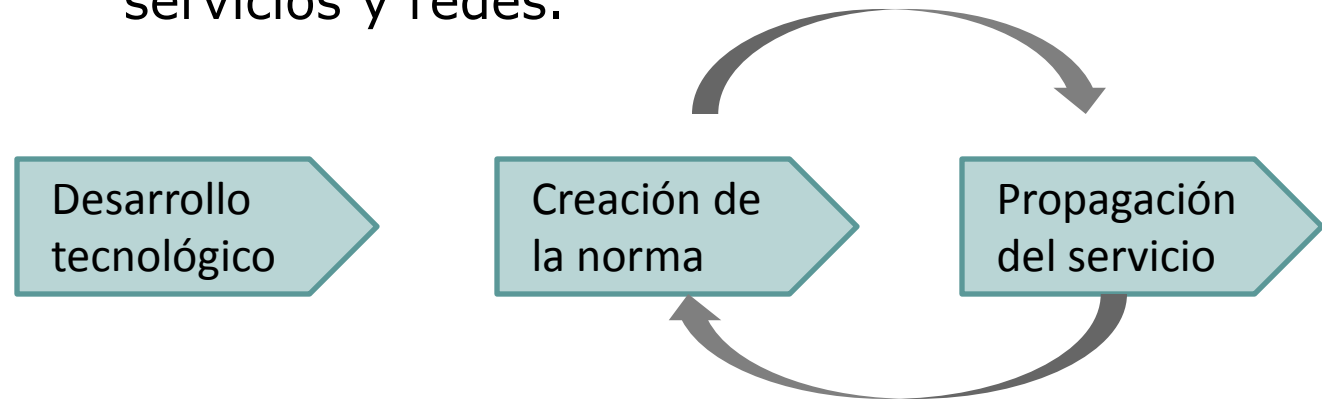 servicios y redes.
Desarrollo
tecnológico
Creación de
la norma
Propagación
del servicio